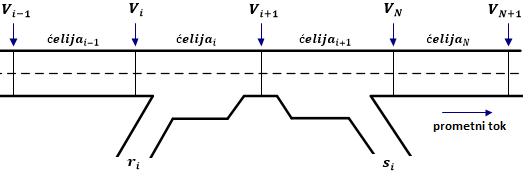 V_{i-1} V_i V_{i+1} V_N V_{N+1}
ćelija_{i-1} ćelija_i ćelija_{i+1} ćelija_N
prometni tok
r_i s_i